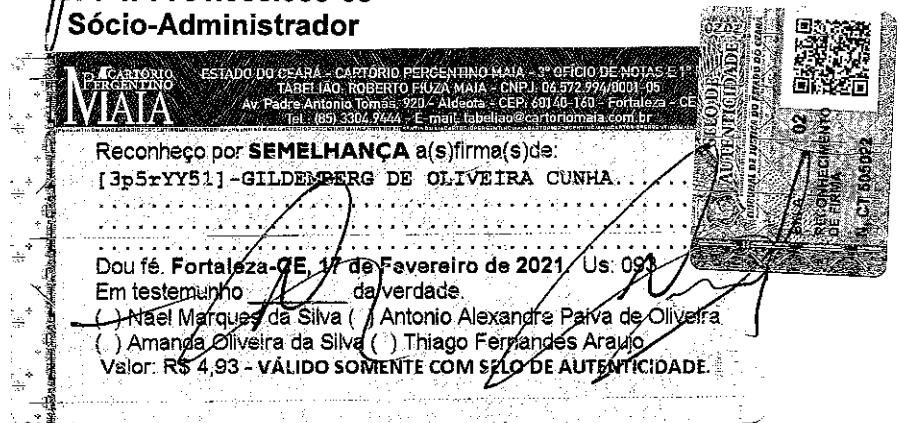 Sócio-Administrador
CARTÓRIO
PERGENTINO
MAIA
ESTADO DO CEARÁ - CARTÓRIO PERGENTINO MAIA - 3º OFÍCIO DE NOTAS E 1º
TABELIÃO: ROBERTO FIUZA MAIA - CNPJ: 06.572.994/0001-05
Av. Padre Antonio Tomás, 920 - Aldeota - CEP: 60140-160 - Fortaleza - CE
Tel.: (85) 3304.9444 - E-mail: tabeliao@cartoriomaia.com.br
Reconheço por SEMELHANÇA a(s)firma(s)de:
[3p5rYY51]-GILDEMBERG DE OLIVEIRA CUNHA....
Dou fé. Fortaleza-CE, 17 de Fevereiro de 2021. Us: 093
Em testemunho ________ da verdade.
( ) Nael Marques da Silva ( ) Antonio Alexandre Paiva de Oliveira
( ) Amanda Oliveira da Silva ( ) Thiago Fernandes Araujo
Valor: R$ 4,93 - VÁLIDO SOMENTE COM SELO DE AUTENTICIDADE.
SELO DE
AUTENTICIDADE
02
RECONHECIMENTO
DE FIRMA